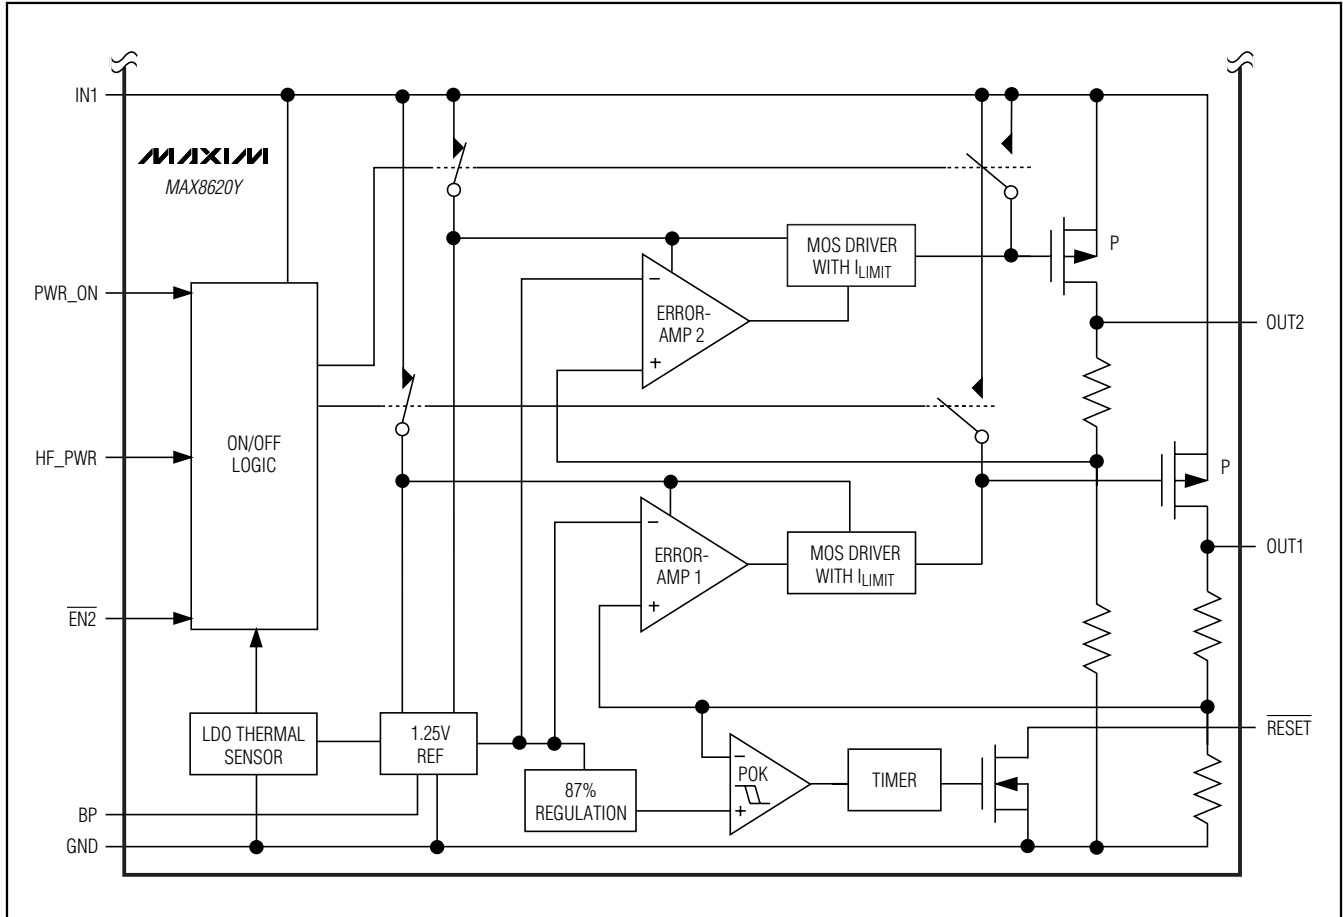 IN1
MAXIM
MAX8620Y
PWR_ON
HF_PWR
EN2
ON/OFF
LOGIC
LDO THERMAL
SENSOR
1.25V
REF
BP
GND
−
ERROR-
AMP 2
+
MOS DRIVER
WITH ILIMIT
P
OUT2
−
ERROR-
AMP 1
+
MOS DRIVER
WITH ILIMIT
P
OUT1
87%
REGULATION
−
POK
+
TIMER
RESET